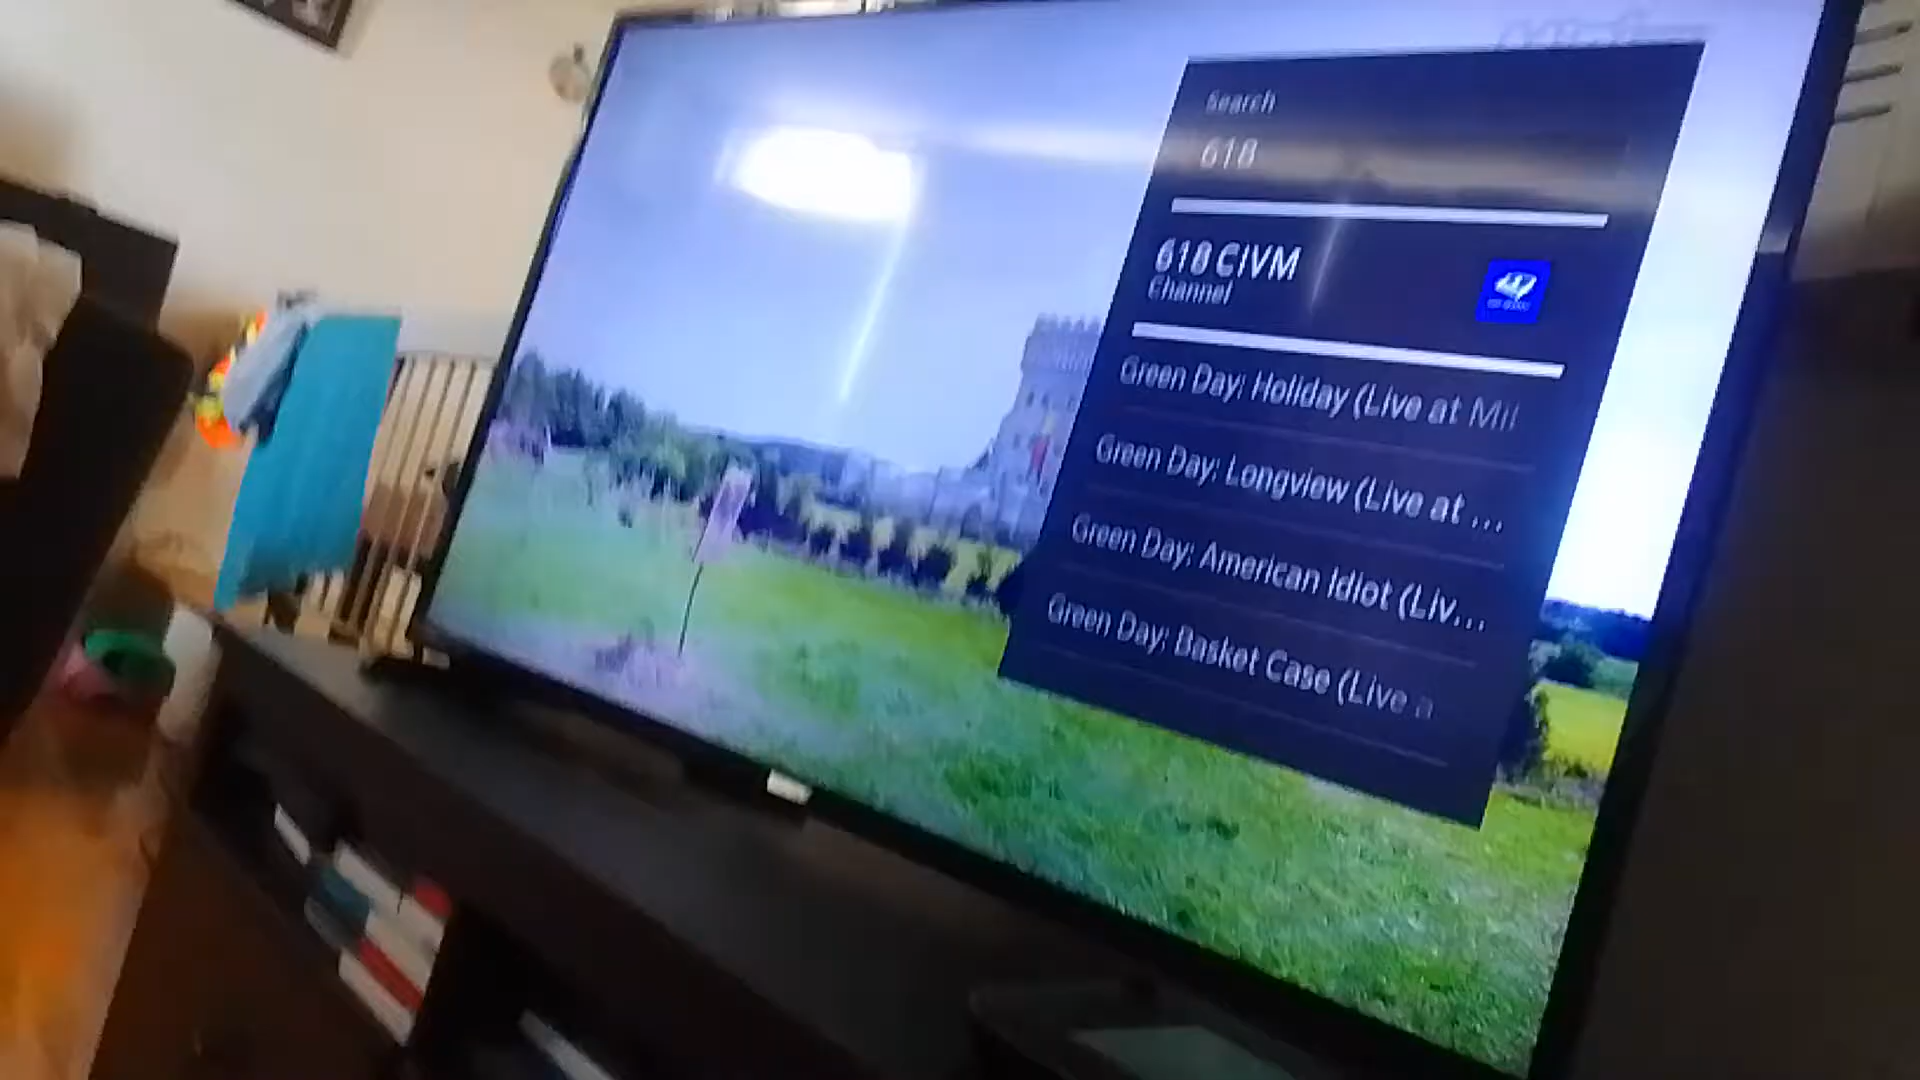 Search
618
618 CIVM
Channel
Green Day: Holiday (Live at Mil
Green Day: Longview (Live at ...
Green Day: American Idiot (Liv...
Green Day: Basket Case (Live a